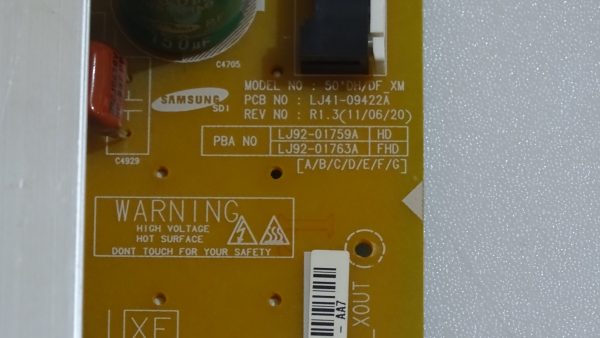 150µF
C4705
MODEL NO : 50"DH/DF_XM
SAMSUNG SDI
PCB NO : LJ41-09422A
REV NO : R1.3(11/06/20)
PBA NO
LJ92-01759A HD
LJ92-01763A FHD
[A/B/C/D/E/F/G]
C4929
WARNING
HIGH VOLTAGE
HOT SURFACE
DONT TOUCH FOR YOUR SAFETY
XOUT
- AA7